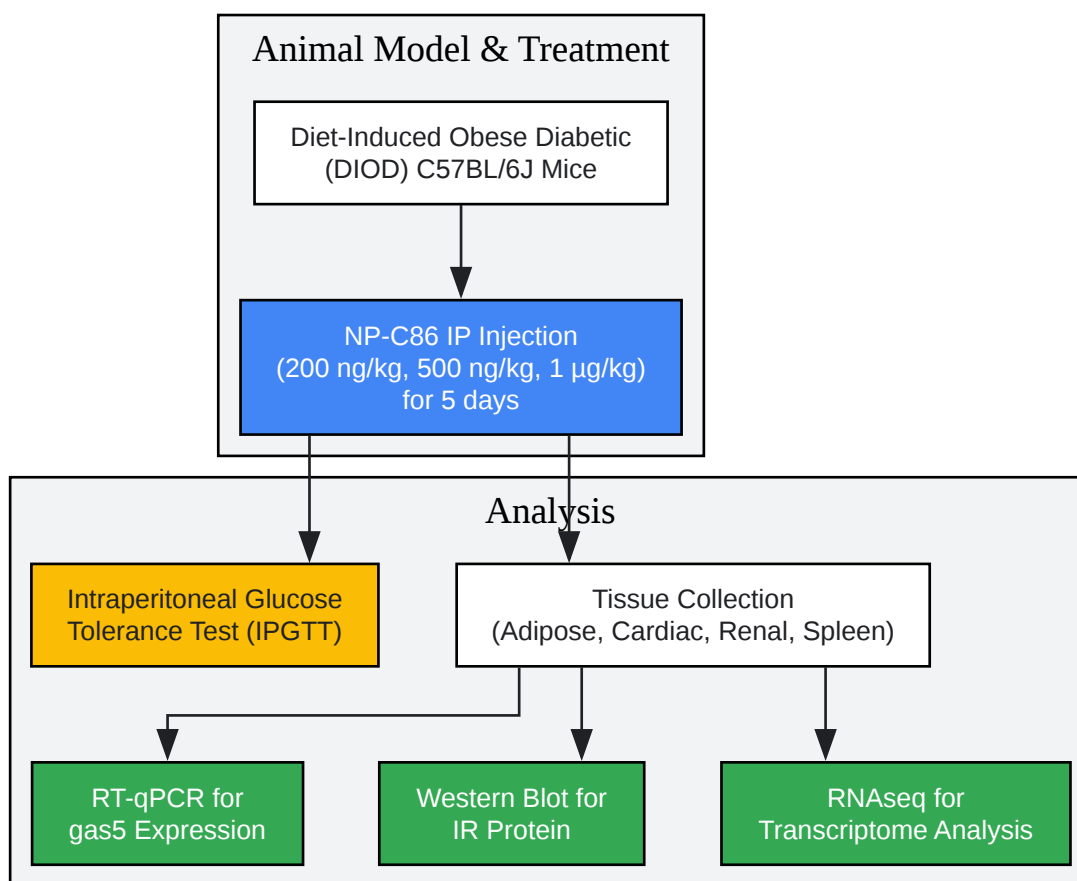 Animal Model & Treatment
Diet-Induced Obese Diabetic
(DIOD) C57BL/6J Mice
NP-C86 IP Injection
(200 ng/kg, 500 ng/kg, 1 µg/kg)
for 5 days
Analysis
Intraperitoneal Glucose
Tolerance Test (IPGTT)
Tissue Collection
(Adipose, Cardiac, Renal, Spleen)
RT-qPCR for
gas5 Expression
Western Blot for
IR Protein
RNAseq for
Transcriptome Analysis